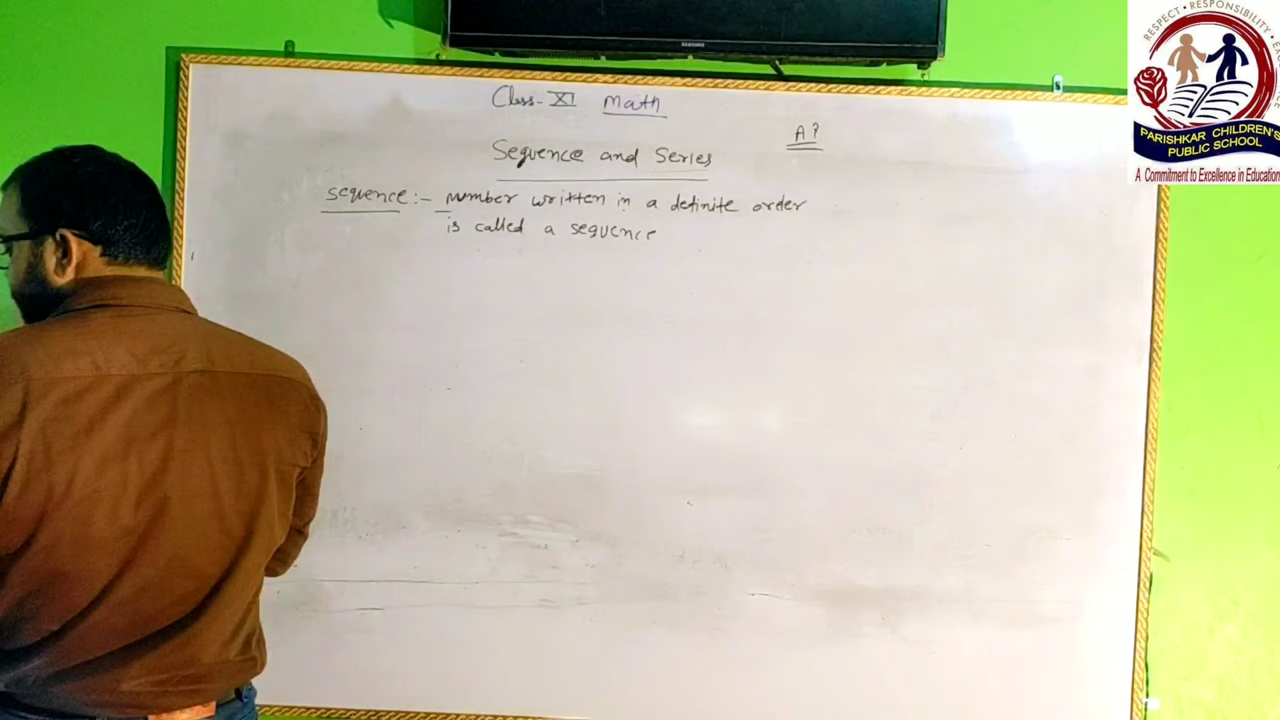 SAMSUNG
Class - XI Math
A?
Sequence and Series
sequence :- number written in a definite order
is called a sequence
RESPECT • RESPONSIBILITY •
PARISHKAR CHILDREN'S
PUBLIC SCHOOL
A Commitment to Excellence in Education